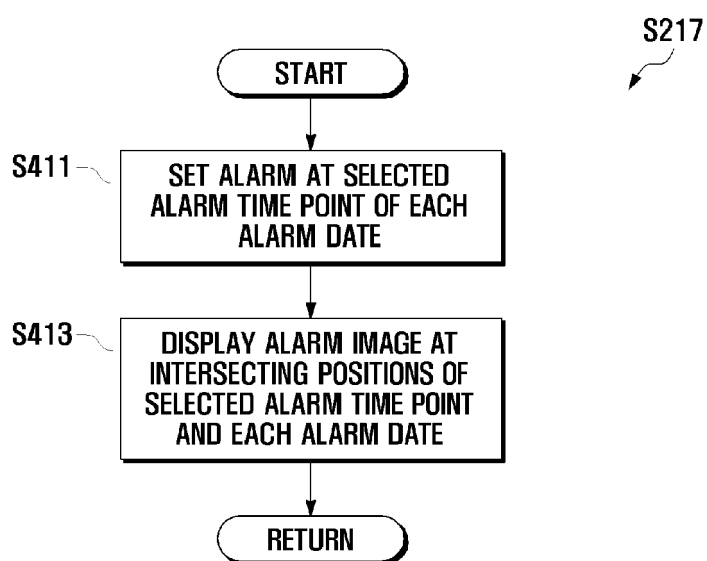 S217
START
S411
SET ALARM AT SELECTED
ALARM TIME POINT OF EACH
ALARM DATE
S413
DISPLAY ALARM IMAGE AT
INTERSECTING POSITIONS OF
SELECTED ALARM TIME POINT
AND EACH ALARM DATE
RETURN